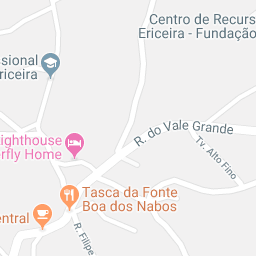 Centro de Recurs
Ericeira - Fundação
ssional
riceira
R. do Vale Grande
Tv. Alto Fino
ighthouse
rfly Home
Tasca da Fonte
Boa dos Nabos
entral
R. Filipe